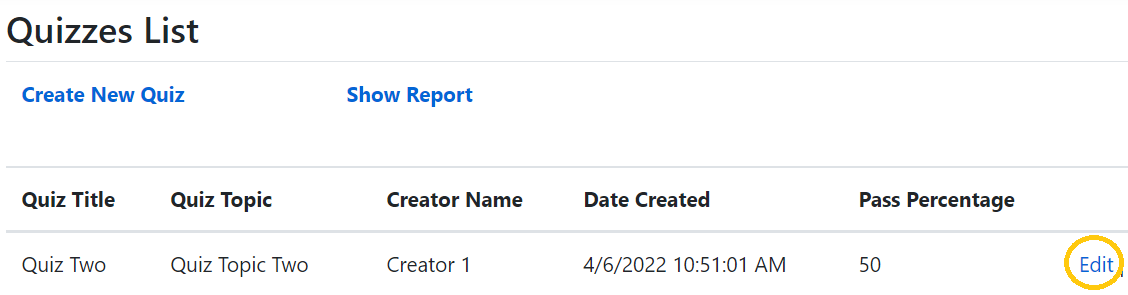 Quizzes List
Create New Quiz Show Report
Quiz Title Quiz Topic Creator Name Date Created Pass Percentage
Quiz Two Quiz Topic Two Creator 1 4/6/2022 10:51:01 AM 50 Edit